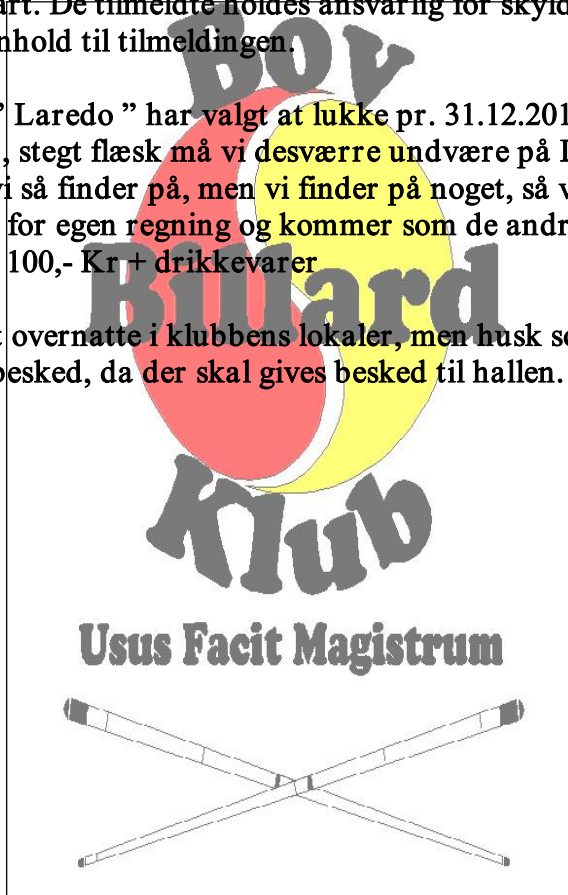 art. De tilmeldte holdes ansvarlig for skyld
nhold til tilmeldingen.
” Laredo ” har valgt at lukke pr. 31.12.201
, stegt flæsk må vi desværre undvære på
vi så finder på, men vi finder på noget, så v
for egen regning og kommer som de andr
100,- Kr + drikkevarer
t overnatte i klubbens lokaler, men husk so
besked, da der skal gives besked til hallen.
Bov
Billard
Klub
Usus Facit Magistrum